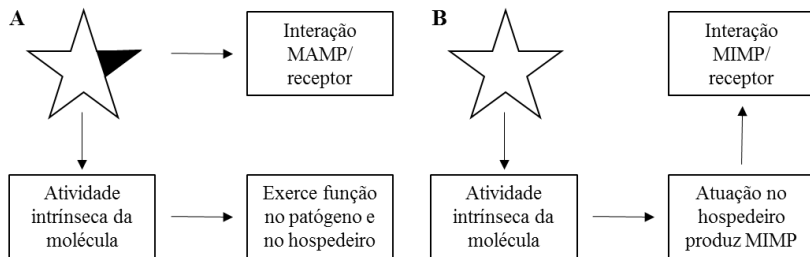 A
Interação
MAMP/
receptor
Atividade
intrínseca da
molécula
Exerce função
no patógeno e
no hospedeiro
B
Interação
MIMP/
receptor
Atividade
intrínseca da
molécula
Atuação no
hospedeiro
produz MIMP